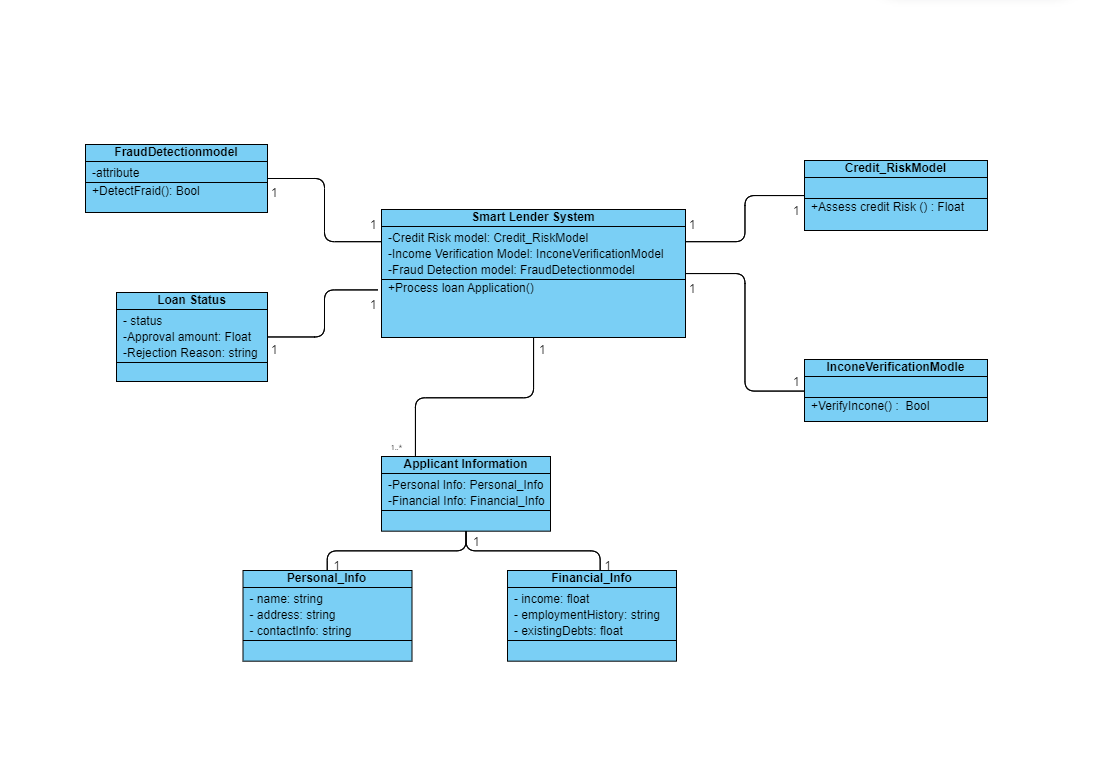 FraudDetectionmodel
-attribute
+DetectFraid(): Bool
1
1
Credit_RiskModel
+Assess credit Risk () : Float
1
1
Smart Lender System
-Credit Risk model: Credit_RiskModel
-Income Verification Model: InconeVerificationModel
-Fraud Detection model: FraudDetectionmodel
+Process loan Application()
Loan Status
- status
-Approval amount: Float
-Rejection Reason: string
1
1
1
1
InconeVerificationModle
+VerifyIncone() : Bool
1
1..*
Applicant Information
-Personal Info: Personal_Info
-Financial Info: Financial_Info
1
1
1
Personal_Info
- name: string
- address: string
- contactInfo: string
Financial_Info
- income: float
- employmentHistory: string
- existingDebts: float